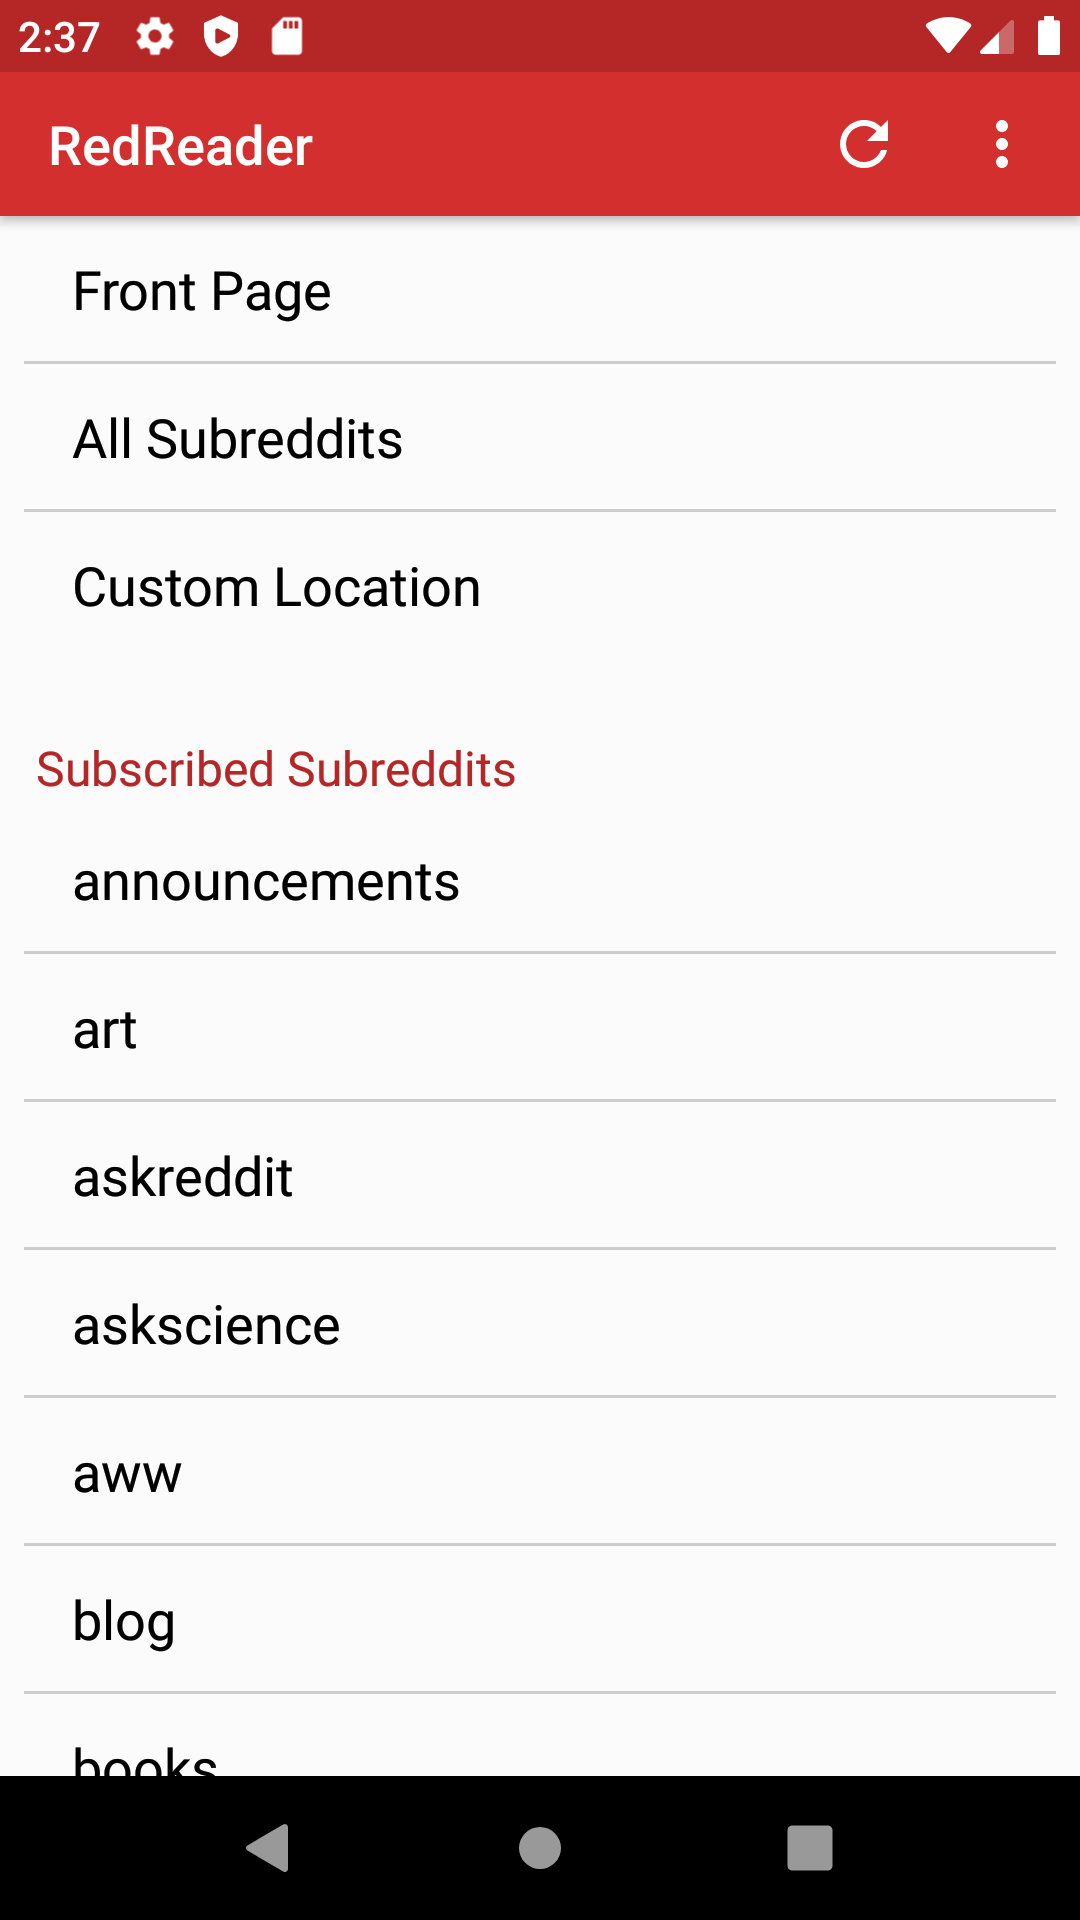 2:37
RedReader
Front Page
All Subreddits
Custom Location
Subscribed Subreddits
announcements
art
askreddit
askscience
aww
blog
books